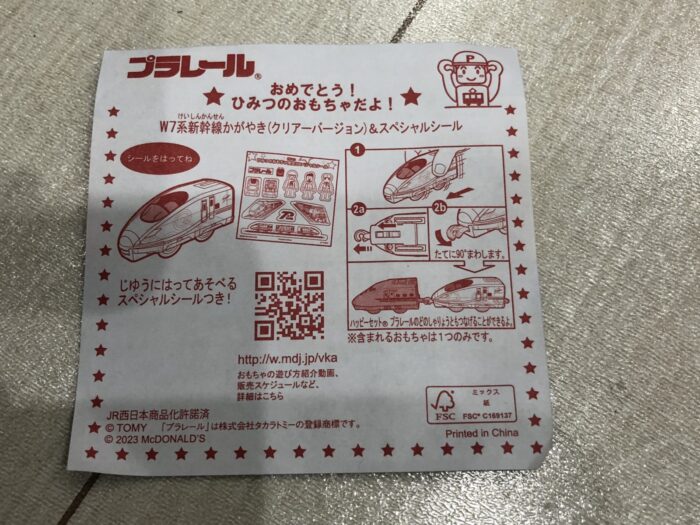 プラレール®
P
おめでとう！
ひみつのおもちゃだよ！
けいしんかんせん
W7系新幹線かがやき(クリアーバージョン)&スペシャルシール
シールをはってね
プラレール
1
2a
2b
たてに90°まわします。
じゆうにはってあそべる
スペシャルシールつき！
ハッピーセット® プラレールのどのしゃりょうともつなげることができるよ。
※含まれるおもちゃは1つのみです。
http://w.mdj.jp/vka
おもちゃの遊び方紹介動画、
販売スケジュールなど、
詳細はこちら
JR西日本商品化許諾済
© TOMY 「プラレール」は株式会社タカラトミーの登録商標です。
© 2023 McDONALD'S
FSC
ミックス
紙
FSC® C169137
Printed in China